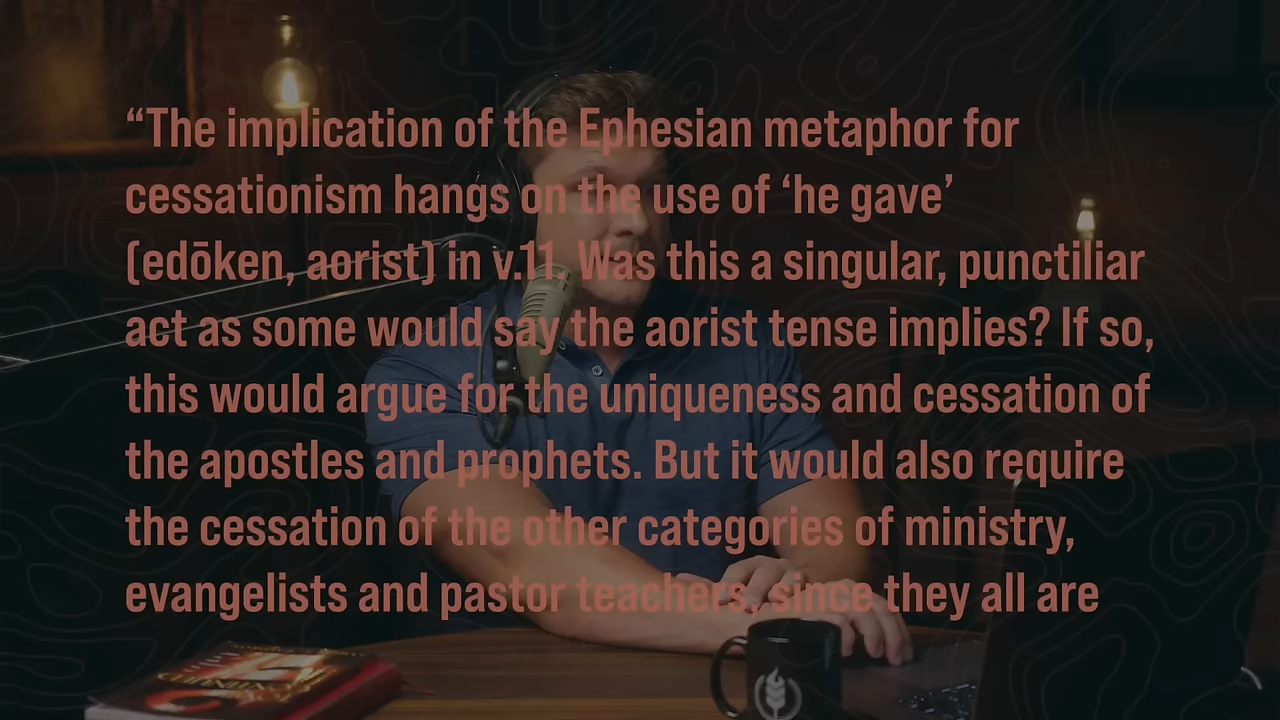 “The implication of the Ephesian metaphor for
cessationism hangs on the use of ‘he gave’
(edōken, aorist) in v.11. Was this a singular, punctiliar
act as some would say the aorist tense implies? If so,
this would argue for the uniqueness and cessation of
the apostles and prophets. But it would also require
the cessation of the other categories of ministry,
evangelists and pastor teachers, since they all are